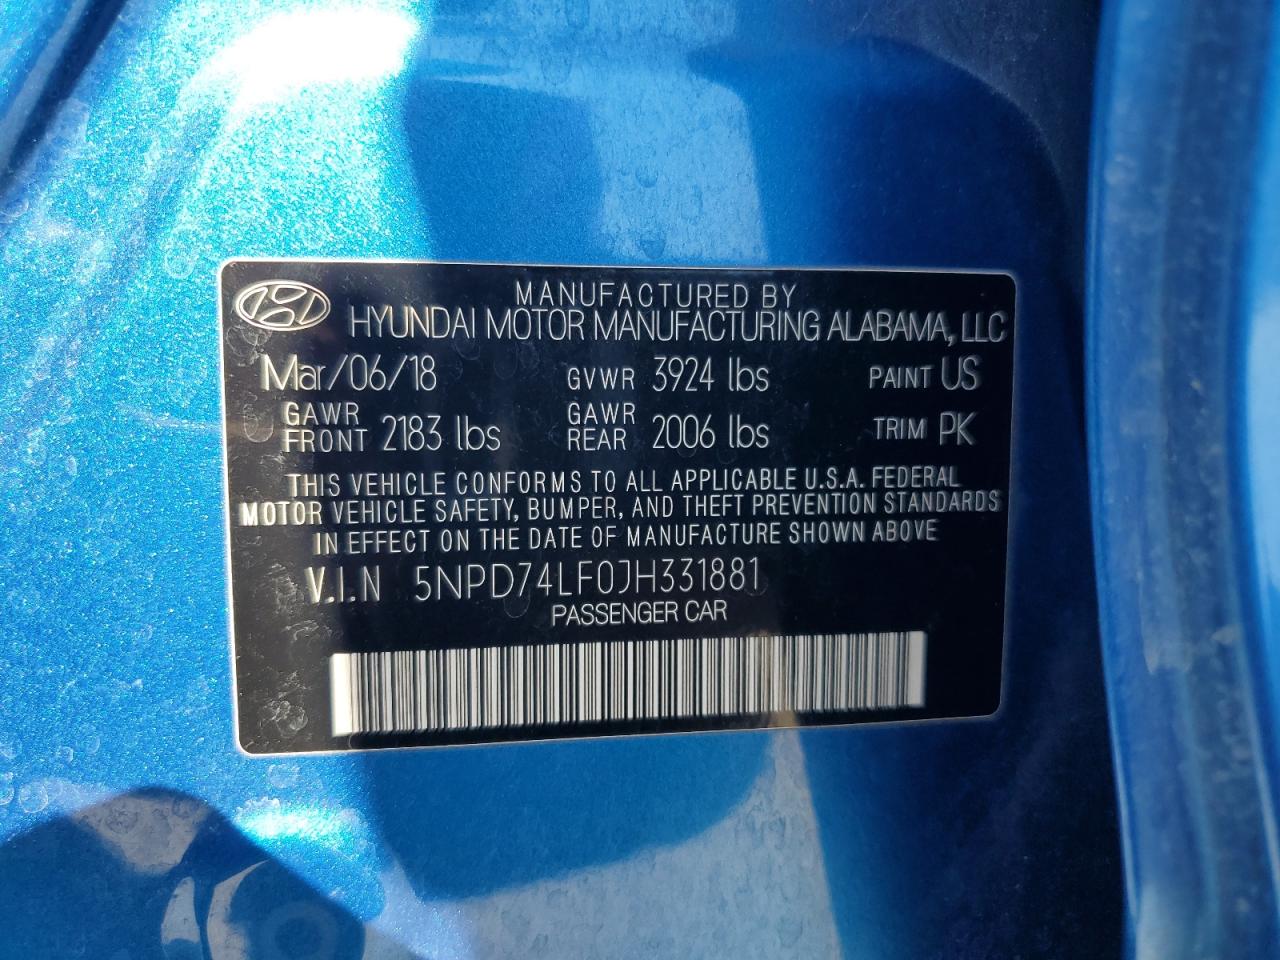 MANUFACTURED BY
HYUNDAI MOTOR MANUFACTURING ALABAMA, LLC
Mar/06/18 GVWR 3924 lbs PAINT US
GAWR FRONT 2183 lbs GAWR REAR 2006 lbs TRIM PK
THIS VEHICLE CONFORMS TO ALL APPLICABLE U.S.A. FEDERAL
MOTOR VEHICLE SAFETY, BUMPER, AND THEFT PREVENTION STANDARDS
IN EFFECT ON THE DATE OF MANUFACTURE SHOWN ABOVE
V.I.N 5NPD74LF0JH331881
PASSENGER CAR